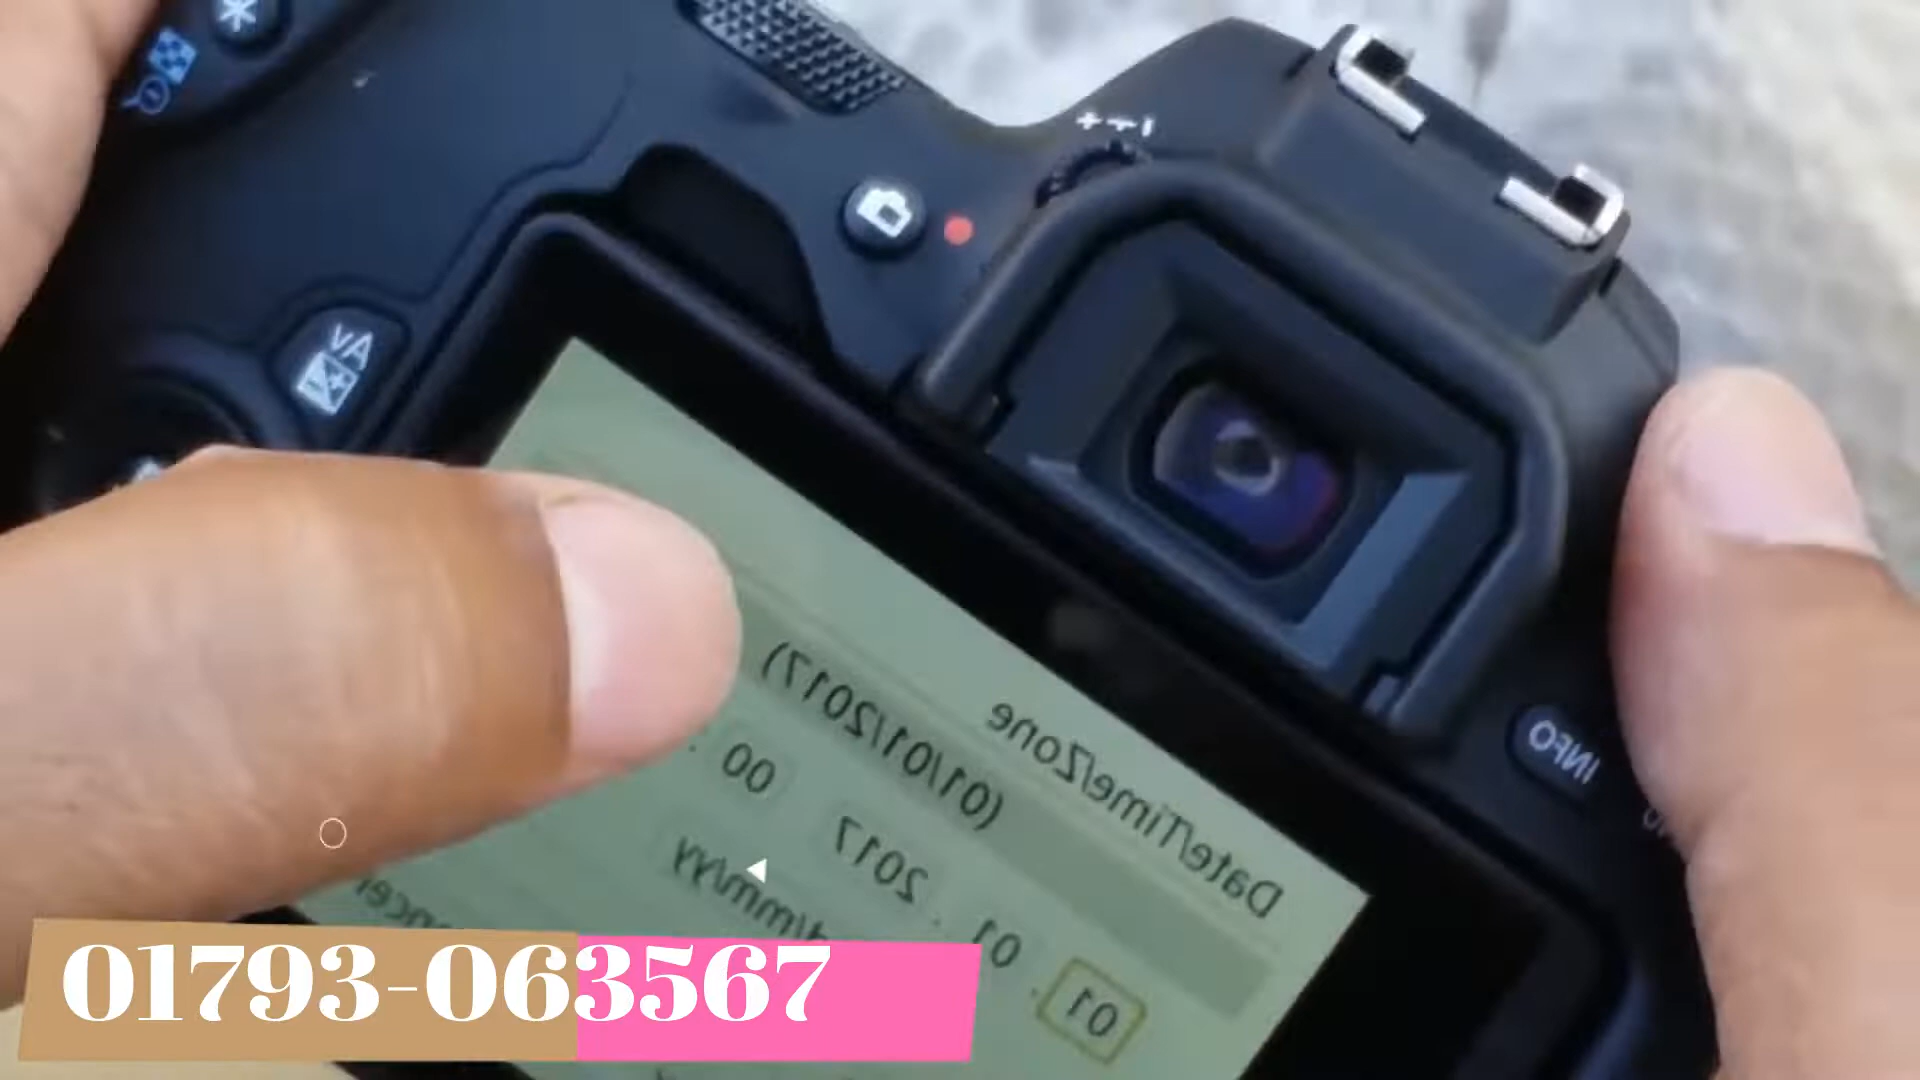 Av
INFO
Date/Time/Zone
(01/01/2017)
01 . 01 . 2017 00 :
mm/yy
01793-063567